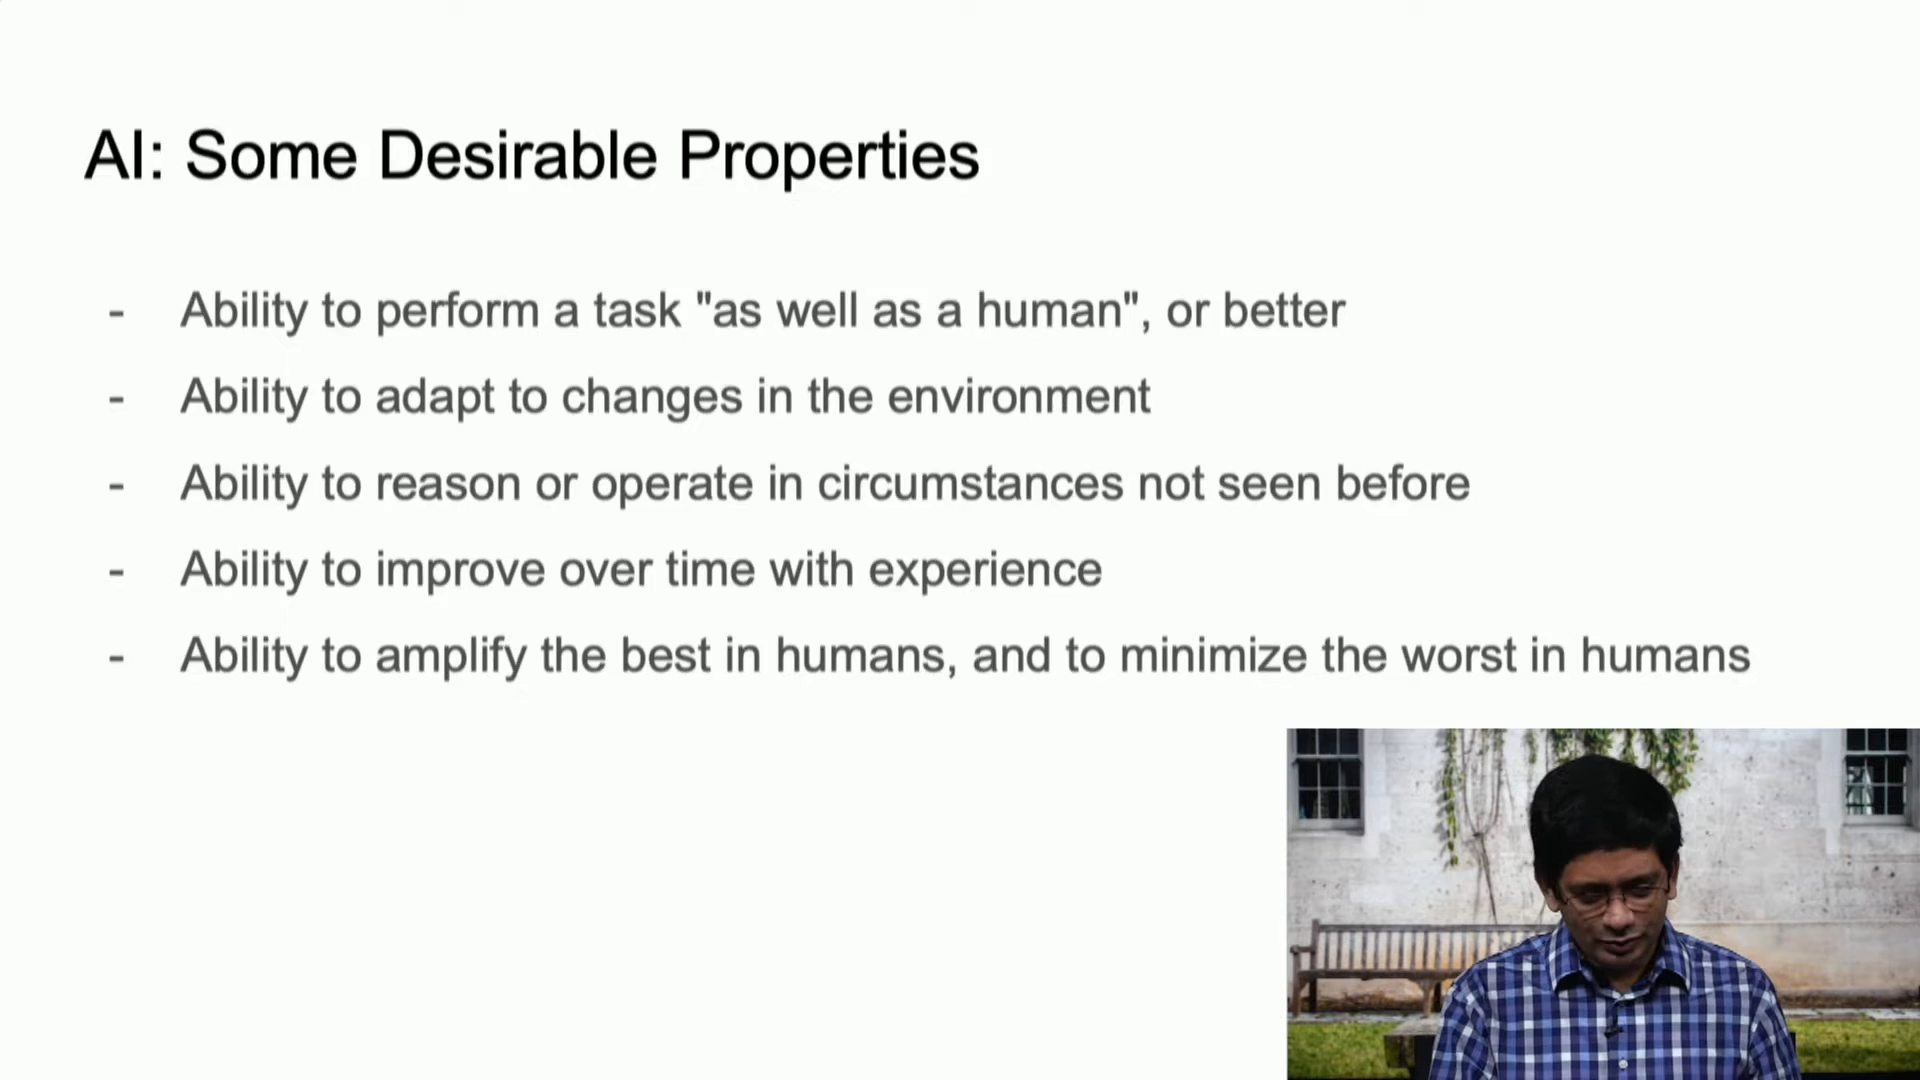 AI: Some Desirable Properties
- Ability to perform a task "as well as a human", or better
- Ability to adapt to changes in the environment
- Ability to reason or operate in circumstances not seen before
- Ability to improve over time with experience
- Ability to amplify the best in humans, and to minimize the worst in humans